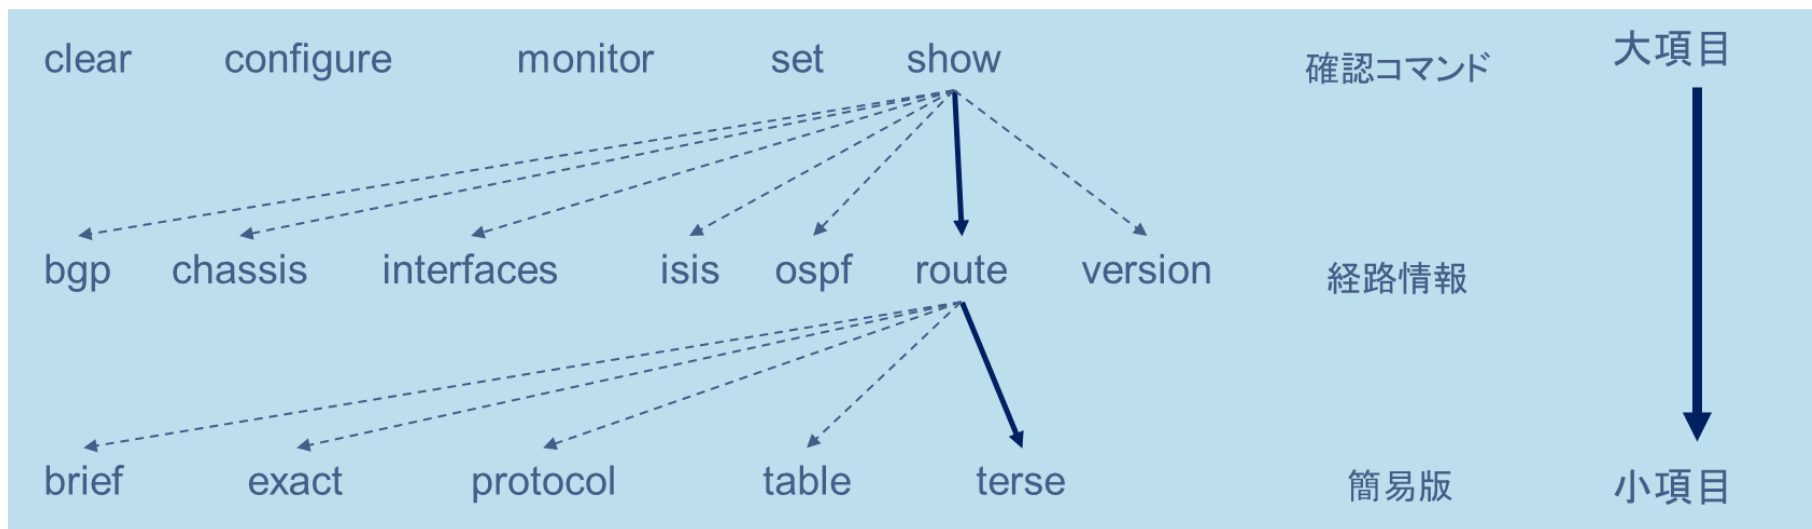 clear configure monitor set show 確認コマンド 大項目
bgp chassis interfaces isis ospf route version 経路情報
brief exact protocol table terse 簡易版 小項目